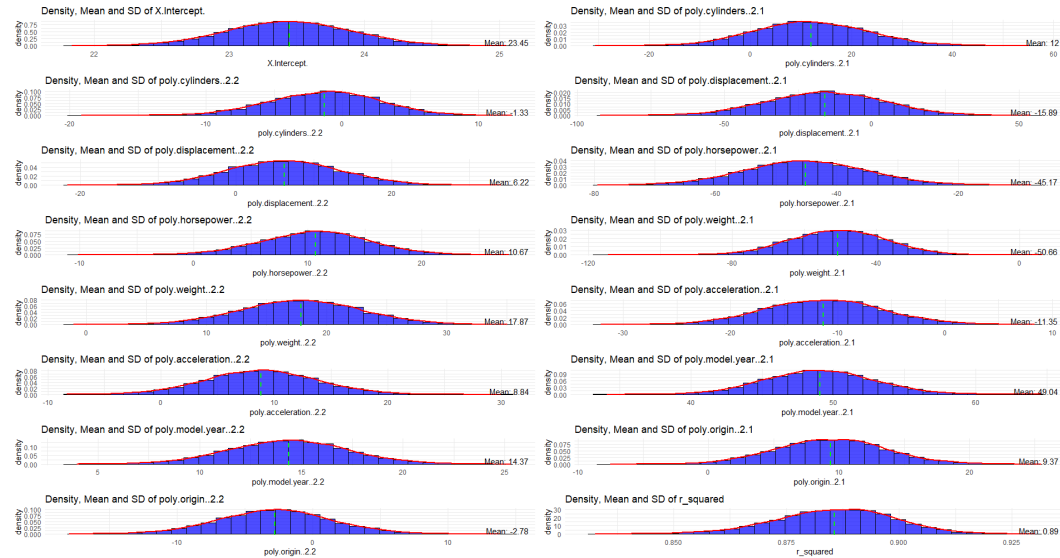 Density, Mean and SD of X.Intercept.
density
0.75
0.50
0.25
0.00
Mean: 23.45
22 23 24 25
X.Intercept.
Density, Mean and SD of poly.cylinders..2.1
density
0.03
0.02
0.01
0.00
Mean: 12
-20 0 20 40 60
poly.cylinders..2.1
Density, Mean and SD of poly.cylinders..2.2
density
0.100
0.075
0.050
0.025
0.000
Mean: -1.33
-20 -10 0 10
poly.cylinders..2.2
Density, Mean and SD of poly.displacement..2.1
density
0.020
0.015
0.010
0.005
0.000
Mean: -15.89
-100 -50 0 50
poly.displacement..2.1
Density, Mean and SD of poly.displacement..2.2
density
0.04
0.02
0.00
Mean: 6.22
-20 0 20
poly.displacement..2.2
Density, Mean and SD of poly.horsepower..2.1
density
0.04
0.03
0.02
0.01
0.00
Mean: -45.17
-80 -60 -40 -20
poly.horsepower..2.1
Density, Mean and SD of poly.horsepower..2.2
density
0.075
0.050
0.025
0.000
Mean: 10.67
-10 0 10 20
poly.horsepower..2.2
Density, Mean and SD of poly.weight..2.1
density
0.03
0.02
0.01
0.00
Mean: -50.66
-120 -80 -40 0
poly.weight..2.1
Density, Mean and SD of poly.weight..2.2
density
0.08
0.06
0.04
0.02
0.00
Mean: 17.87
0 10 20 30
poly.weight..2.2
Density, Mean and SD of poly.acceleration..2.1
density
0.06
0.04
0.02
0.00
Mean: -11.35
-30 -20 -10 0 10
poly.acceleration..2.1
Density, Mean and SD of poly.acceleration..2.2
density
0.08
0.06
0.04
0.02
0.00
Mean: 8.84
-10 0 10 20 30
poly.acceleration..2.2
Density, Mean and SD of poly.model.year..2.1
density
0.09
0.06
0.03
0.00
Mean: 49.04
40 50 60
poly.model.year..2.1
Density, Mean and SD of poly.model.year..2.2
density
0.10
0.05
0.00
Mean: 14.37
5 10 15 20 25
poly.model.year..2.2
Density, Mean and SD of poly.origin..2.1
density
0.075
0.050
0.025
0.000
Mean: 9.37
-10 0 10 20
poly.origin..2.1
Density, Mean and SD of poly.origin..2.2
density
0.100
0.075
0.050
0.025
0.000
Mean: -2.78
-10 0 10
poly.origin..2.2
Density, Mean and SD of r_squared
density
30
20
10
0
Mean: 0.89
0.850 0.875 0.900 0.925
r_squared